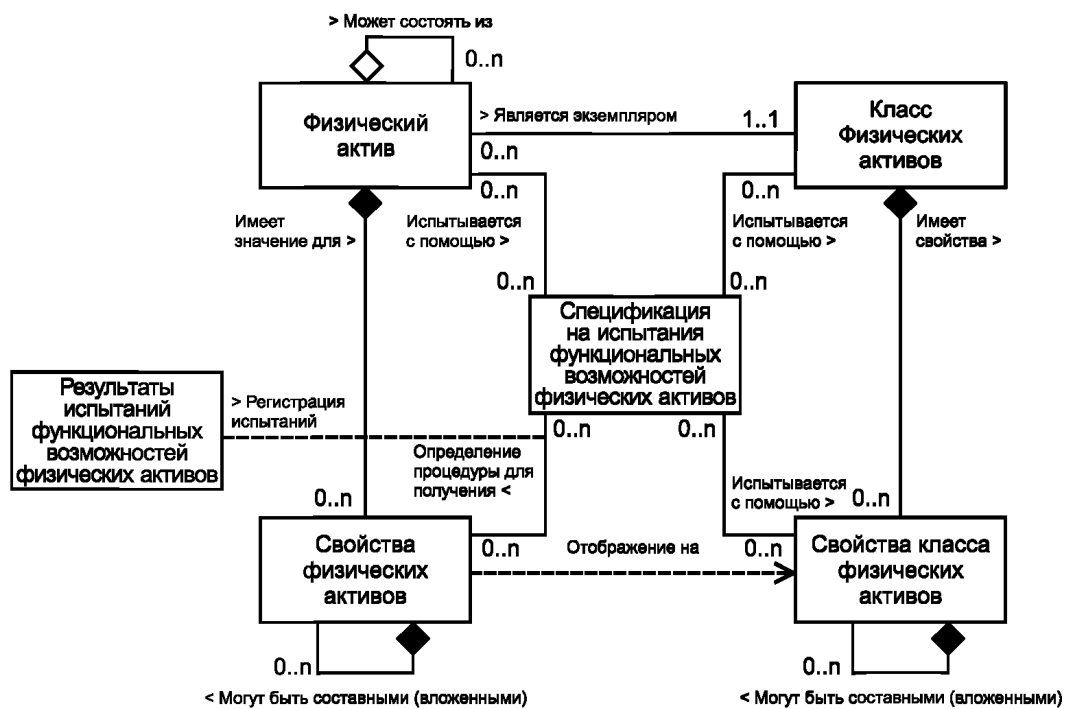 > Может состоять из
0..n
Физический
актив
> Является экземпляром
1..1
0..n
Класс
Физических
активов
0..n
0..n
Имеет
значение для >
Испытывается
с помощью >
Испытывается
с помощью >
Имеет
свойства >
0..n
0..n
Спецификация
на испытания
функциональных
возможностей
физических активов
Результаты
испытаний
функциональных
возможностей
физических активов
> Регистрация
испытаний
0..n
0..n
Определение
процедуры для
получения <
Испытывается
с помощью >
0..n
0..n
Свойства
физических
активов
0..n
Отображение на
0..n
Свойства класса
физических
активов
0..n
0..n
< Могут быть составными (вложенными)
< Могут быть составными (вложенными)